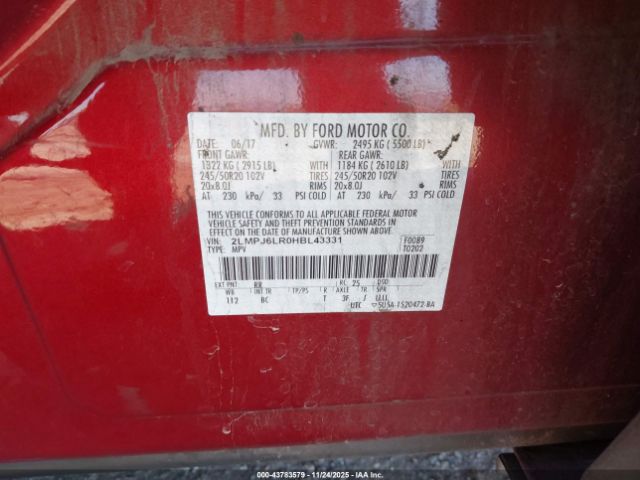 MFD. BY FORD MOTOR CO.
DATE: 06/17 GVWR: 2495 KG ( 5500 LB)
FRONT GAWR: REAR GAWR:
1322 KG ( 2915 LB) WITH 1184 KG ( 2610 LB) WITH
245/50R20 102V TIRES 245/50R20 102V TIRES
20x8.0J RIMS 20x8.0J RIMS
AT 230 kPa/ 33 PSI COLD AT 230 kPa/ 33 PSI COLD
THIS VEHICLE CONFORMS TO ALL APPLICABLE FEDERAL MOTOR
VEHICLE SAFETY AND THEFT PREVENTION STANDARDS IN
EFFECT ON THE DATE OF MANUFACTURE SHOWN ABOVE.
VIN: 2LMPJ6LR0HBL43331 F0089
TYPE: MPV T0202
EXT PNT: RR RC: 25 DSO:
WB INT TR TP/PS R AXLE TR SPR
112 BC T 3F J
UTC 5U5A-1520472-BA
© 43783579 - 11/24/2025 - IAA, Inc.